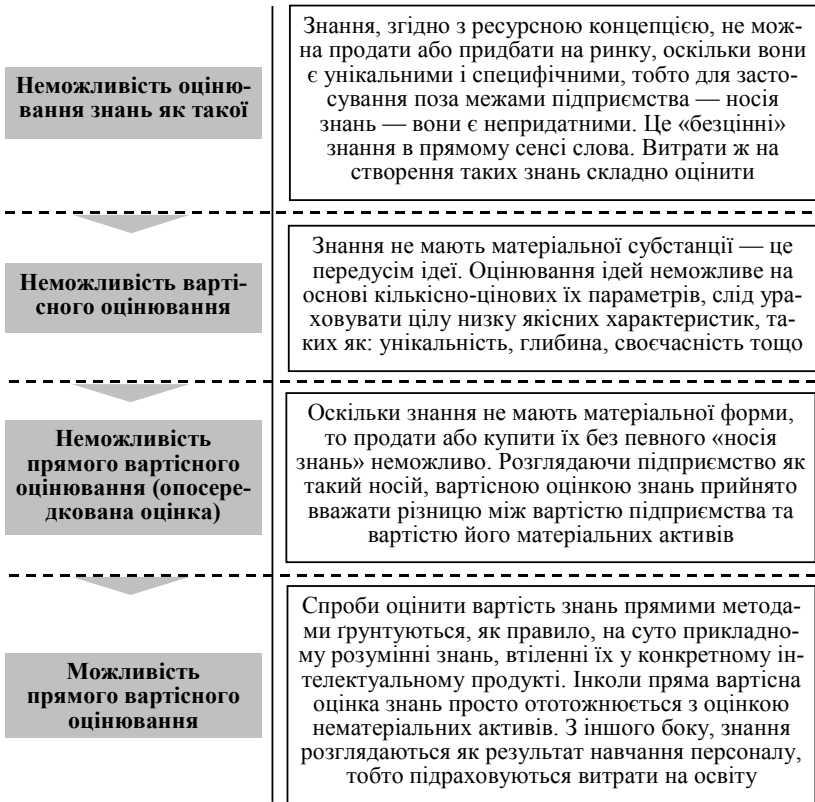 Неможливість оціню-
вання знань як такої
Знання, згідно з ресурсною концепцією, не мож-
на продати або придбати на ринку, оскільки вони
є унікальними і специфічними, тобто для засто-
сування поза межами підприємства — носія
знань — вони є непридатними. Це «безцінні»
знання в прямому сенсі слова. Витрати ж на
створення таких знань складно оцінити
Неможливість варті-
сного оцінювання
Знання не мають матеріальної субстанції — це
передусім ідеї. Оцінювання ідей неможливе на
основі кількісно-цінових їх параметрів, слід ура-
ховувати цілу низку якісних характеристик, та-
ких як: унікальність, глибина, своєчасність тощо
Неможливість
прямого вартісного
оцінювання (опосере-
дкована оцінка)
Оскільки знання не мають матеріальної форми,
то продати або купити їх без певного «носія
знань» неможливо. Розглядаючи підприємство як
такий носій, вартісною оцінкою знань прийнято
вважати різницю між вартістю підприємства та
вартістю його матеріальних активів
Можливість
прямого вартісного
оцінювання
Спроби оцінити вартість знань прямими метода-
ми ґрунтуються, як правило, на суто прикладно-
му розумінні знань, втіленні їх у конкретному ін-
телектуальному продукті. Інколи пряма вартісна
оцінка знань просто ототожнюється з оцінкою
нематеріальних активів. З іншого боку, знання
розглядаються як результат навчання персоналу,
тобто підраховуються витрати на освіту